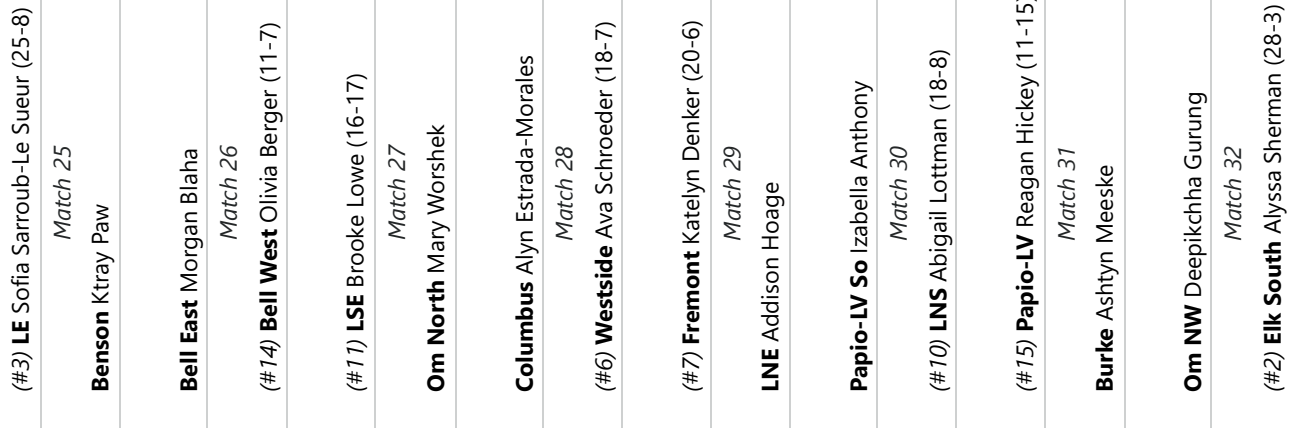 (#3) LE Sofia Sarroub-Le Sueur (25-8)
Match 25
Benson Ktray Paw
Bell East Morgan Blaha
Match 26
(#14) Bell West Olivia Berger (11-7)
(#11) LSE Brooke Lowe (16-17)
Match 27
Om North Mary Worshek
Columbus Alyn Estrada-Morales
Match 28
(#6) Westside Ava Schroeder (18-7)
(#7) Fremont Katelyn Denker (20-6)
Match 29
LNE Addison Hoage
Papio-LV So Izabella Anthony
Match 30
(#10) LNS Abigail Lottman (18-8)
(#15) Papio-LV Reagan Hickey (11-15)
Match 31
Burke Ashtyn Meeske
Om NW Deepikchha Gurung
Match 32
(#2) Elk South Alyssa Sherman (28-3)